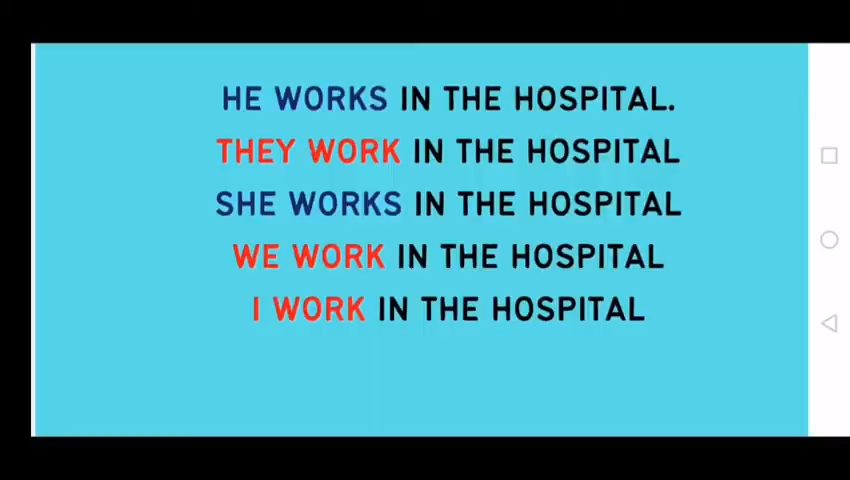 HE WORKS IN THE HOSPITAL.
THEY WORK IN THE HOSPITAL
SHE WORKS IN THE HOSPITAL
WE WORK IN THE HOSPITAL
I WORK IN THE HOSPITAL